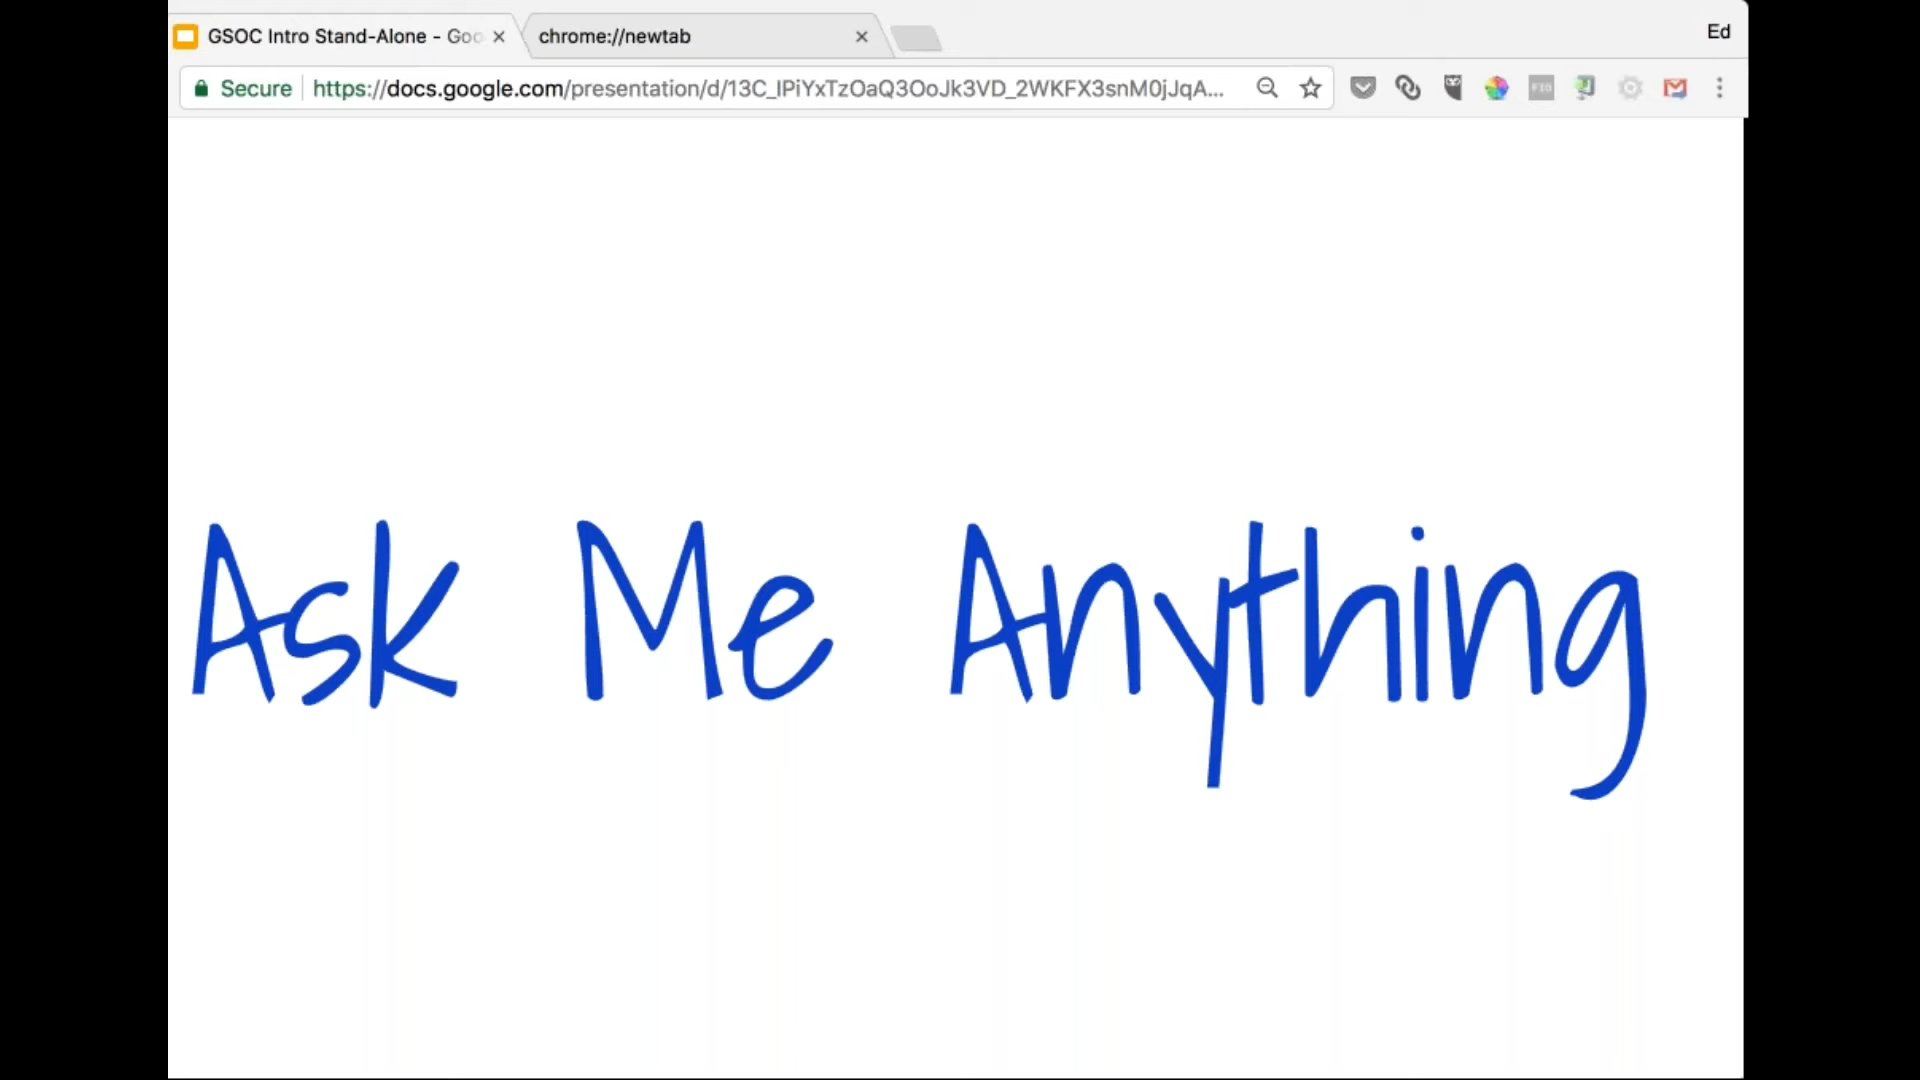 GSOC Intro Stand-Alone - Goo
chrome://newtab
Ed
Secure https://docs.google.com/presentation/d/13C_IPiYxTzOaQ3OoJk3VD_2WKFX3snM0jJqA...
Ask Me Anything